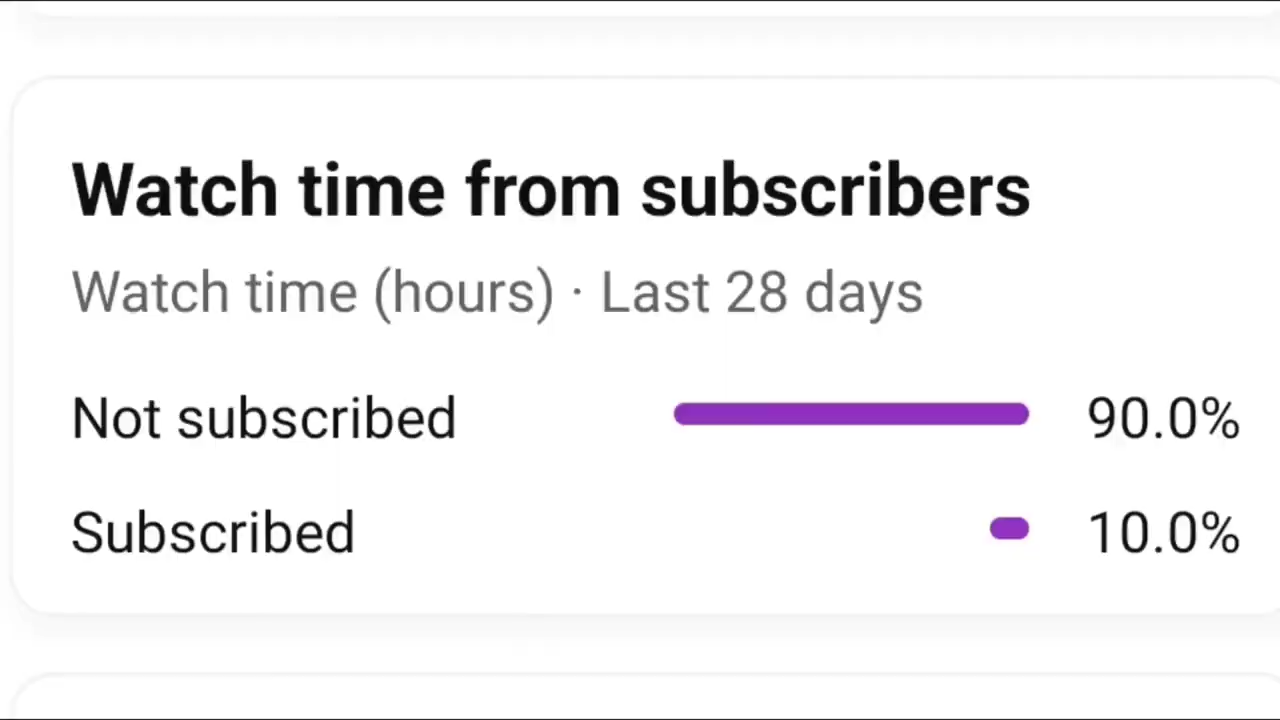 Watch time from subscribers
Watch time (hours) · Last 28 days
Not subscribed 90.0%
Subscribed 10.0%